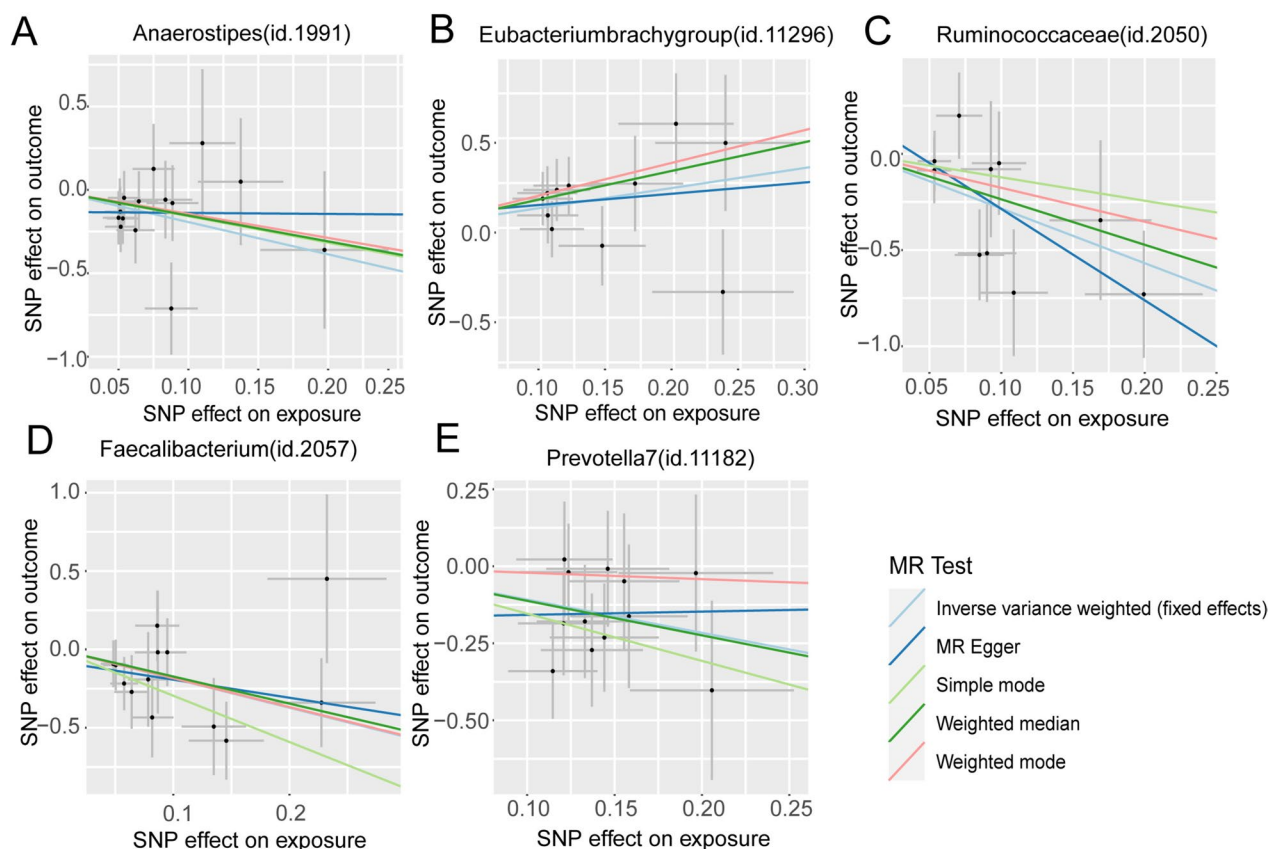 A
Anaerostipes(id.1991)
SNP effect on outcome
0.5
0.0
−0.5
−1.0
0.05 0.10 0.15 0.20 0.25
SNP effect on exposure
B
Eubacteriumbrachygroup(id.11296)
SNP effect on outcome
0.5
0.0
−0.5
0.10 0.15 0.20 0.25 0.30
SNP effect on exposure
C
Ruminococcaceae(id.2050)
SNP effect on outcome
0.0
−0.5
−1.0
0.05 0.10 0.15 0.20 0.25
SNP effect on exposure
D
Faecalibacterium(id.2057)
SNP effect on outcome
1.0
0.5
0.0
−0.5
0.1 0.2
SNP effect on exposure
E
Prevotella7(id.11182)
SNP effect on outcome
0.25
0.00
−0.25
−0.50
0.10 0.15 0.20 0.25
SNP effect on exposure
MR Test
Inverse variance weighted (fixed effects)
MR Egger
Simple mode
Weighted median
Weighted mode